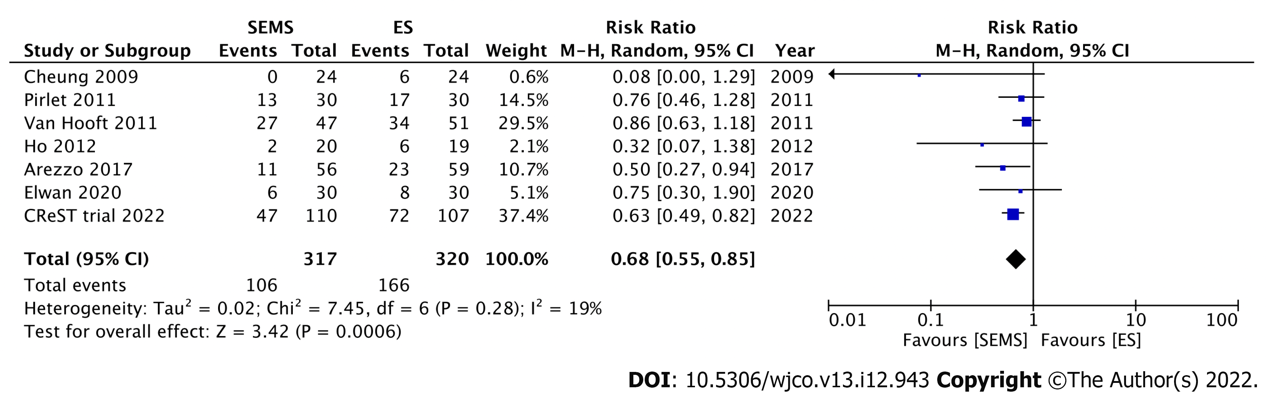 SEMS ES Risk Ratio Risk Ratio
Study or Subgroup Events Total Events Total Weight M-H, Random, 95% CI Year M-H, Random, 95% CI
Cheung 2009 0 24 6 24 0.6% 0.08 [0.00, 1.29] 2009
Pirlet 2011 13 30 17 30 14.5% 0.76 [0.46, 1.28] 2011
Van Hooft 2011 27 47 34 51 29.5% 0.86 [0.63, 1.18] 2011
Ho 2012 2 20 6 19 2.1% 0.32 [0.07, 1.38] 2012
Arezzo 2017 11 56 23 59 10.7% 0.50 [0.27, 0.94] 2017
Elwan 2020 6 30 8 30 5.1% 0.75 [0.30, 1.90] 2020
CReST trial 2022 47 110 72 107 37.4% 0.63 [0.49, 0.82] 2022
Total (95% CI) 317 320 100.0% 0.68 [0.55, 0.85]
Total events 106 166
Heterogeneity: Tau² = 0.02; Chi² = 7.45, df = 6 (P = 0.28); I² = 19%
Test for overall effect: Z = 3.42 (P = 0.0006)
0.01 0.1 1 10 100
Favours [SEMS] Favours [ES]
DOI: 10.5306/wjco.v13.i12.943 Copyright ©The Author(s) 2022.